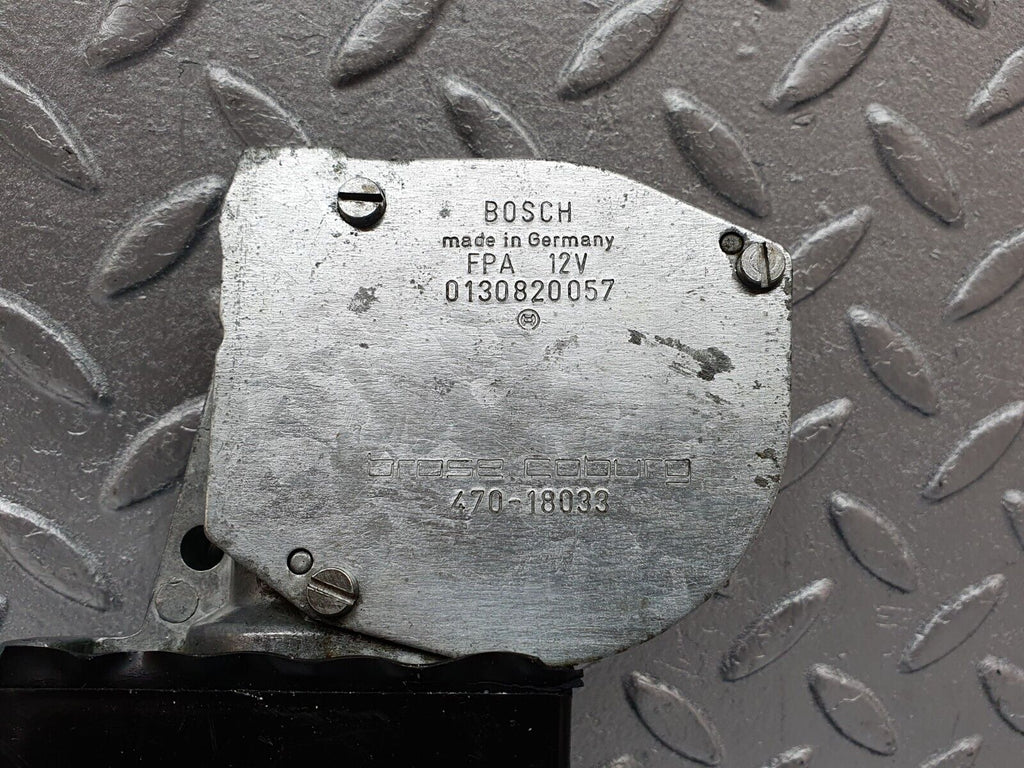 BOSCH
made in Germany
FPA 12V
0130820057
brose coburg
470-18033